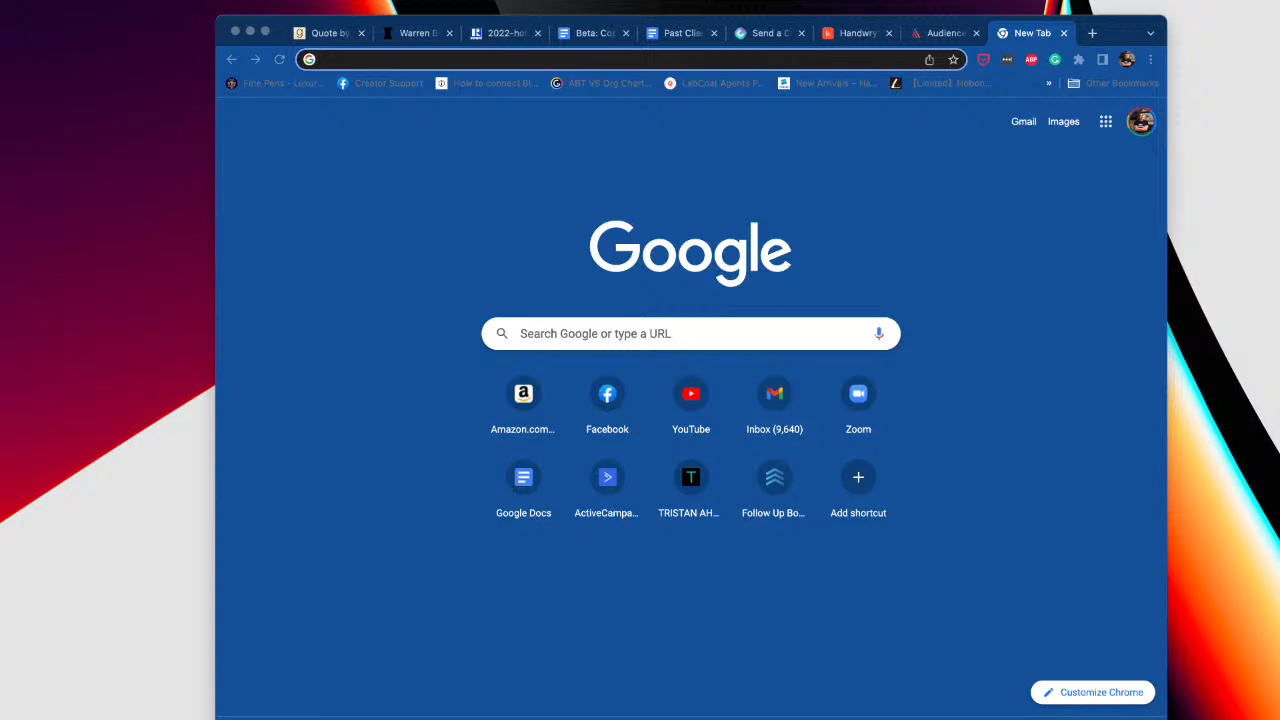 Quote by
Warren B
2022-ho
Beta: Co
Past Clie
Send a C
Handwry
Audience
New Tab
Fine Pens - Luxur...
Creator Support
How to connect Bl...
ABT VS Org Chart...
LabCoat Agents P...
New Arrivals – Ha...
【Limited】Hobon...
»
Other Bookmarks
ABP
Gmail
Images
Google
Search Google or type a URL
Amazon.com...
Facebook
YouTube
Inbox (9,640)
Zoom
Google Docs
ActiveCampa...
TRISTAN AH...
Follow Up Bo...
Add shortcut
Customize Chrome